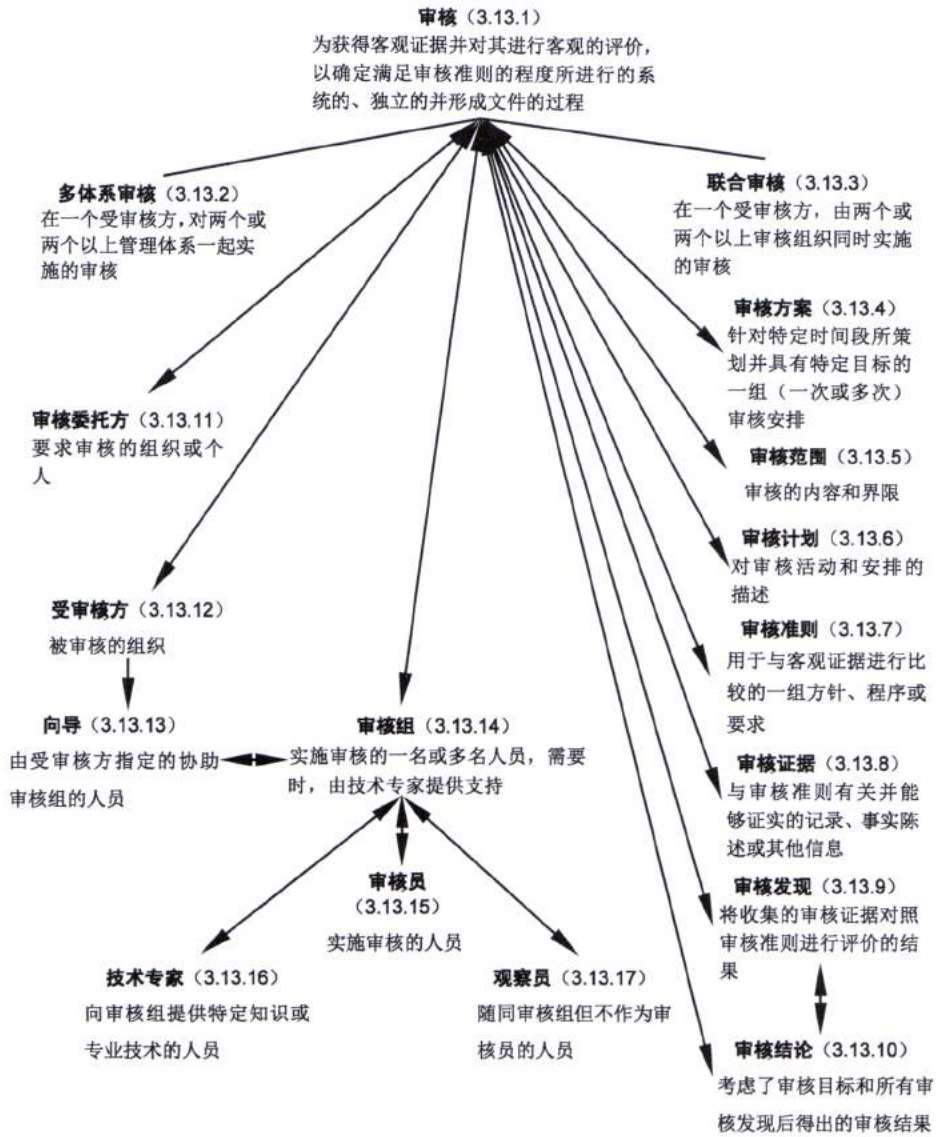 审核（3.13.1）
为获得客观证据并对其进行客观的评价，
以确定满足审核准则的程度所进行的系
统的、独立的并形成文件的过程
多体系审核（3.13.2）
在一个受审核方，对两个或
两个以上管理体系一起实
施的审核
联合审核（3.13.3）
在一个受审核方，由两个或
两个以上审核组织同时实施
的审核
审核方案（3.13.4）
针对特定时间段所策
划并具有特定目标的
一组（一次或多次）
审核安排
审核委托方（3.13.11）
要求审核的组织或个
人
审核范围（3.13.5）
审核的内容和界限
审核计划（3.13.6）
对审核活动和安排的
描述
受审核方（3.13.12）
被审核的组织
审核准则（3.13.7）
用于与客观证据进行比
较的一组方针、程序或
要求
向导（3.13.13）
由受审核方指定的协助
审核组的人员
审核组（3.13.14）
实施审核的一名或多名人员，需要
时，由技术专家提供支持
审核证据（3.13.8）
与审核准则有关并能
够证实的记录、事实陈
述或其他信息
审核员
（3.13.15）
实施审核的人员
审核发现（3.13.9）
将收集的审核证据对照
审核准则进行评价的结
果
技术专家（3.13.16）
向审核组提供特定知识或
专业技术的人员
观察员（3.13.17）
随同审核组但不作为审
核员的人员
审核结论（3.13.10）
考虑了审核目标和所有审
核发现后得出的审核结果